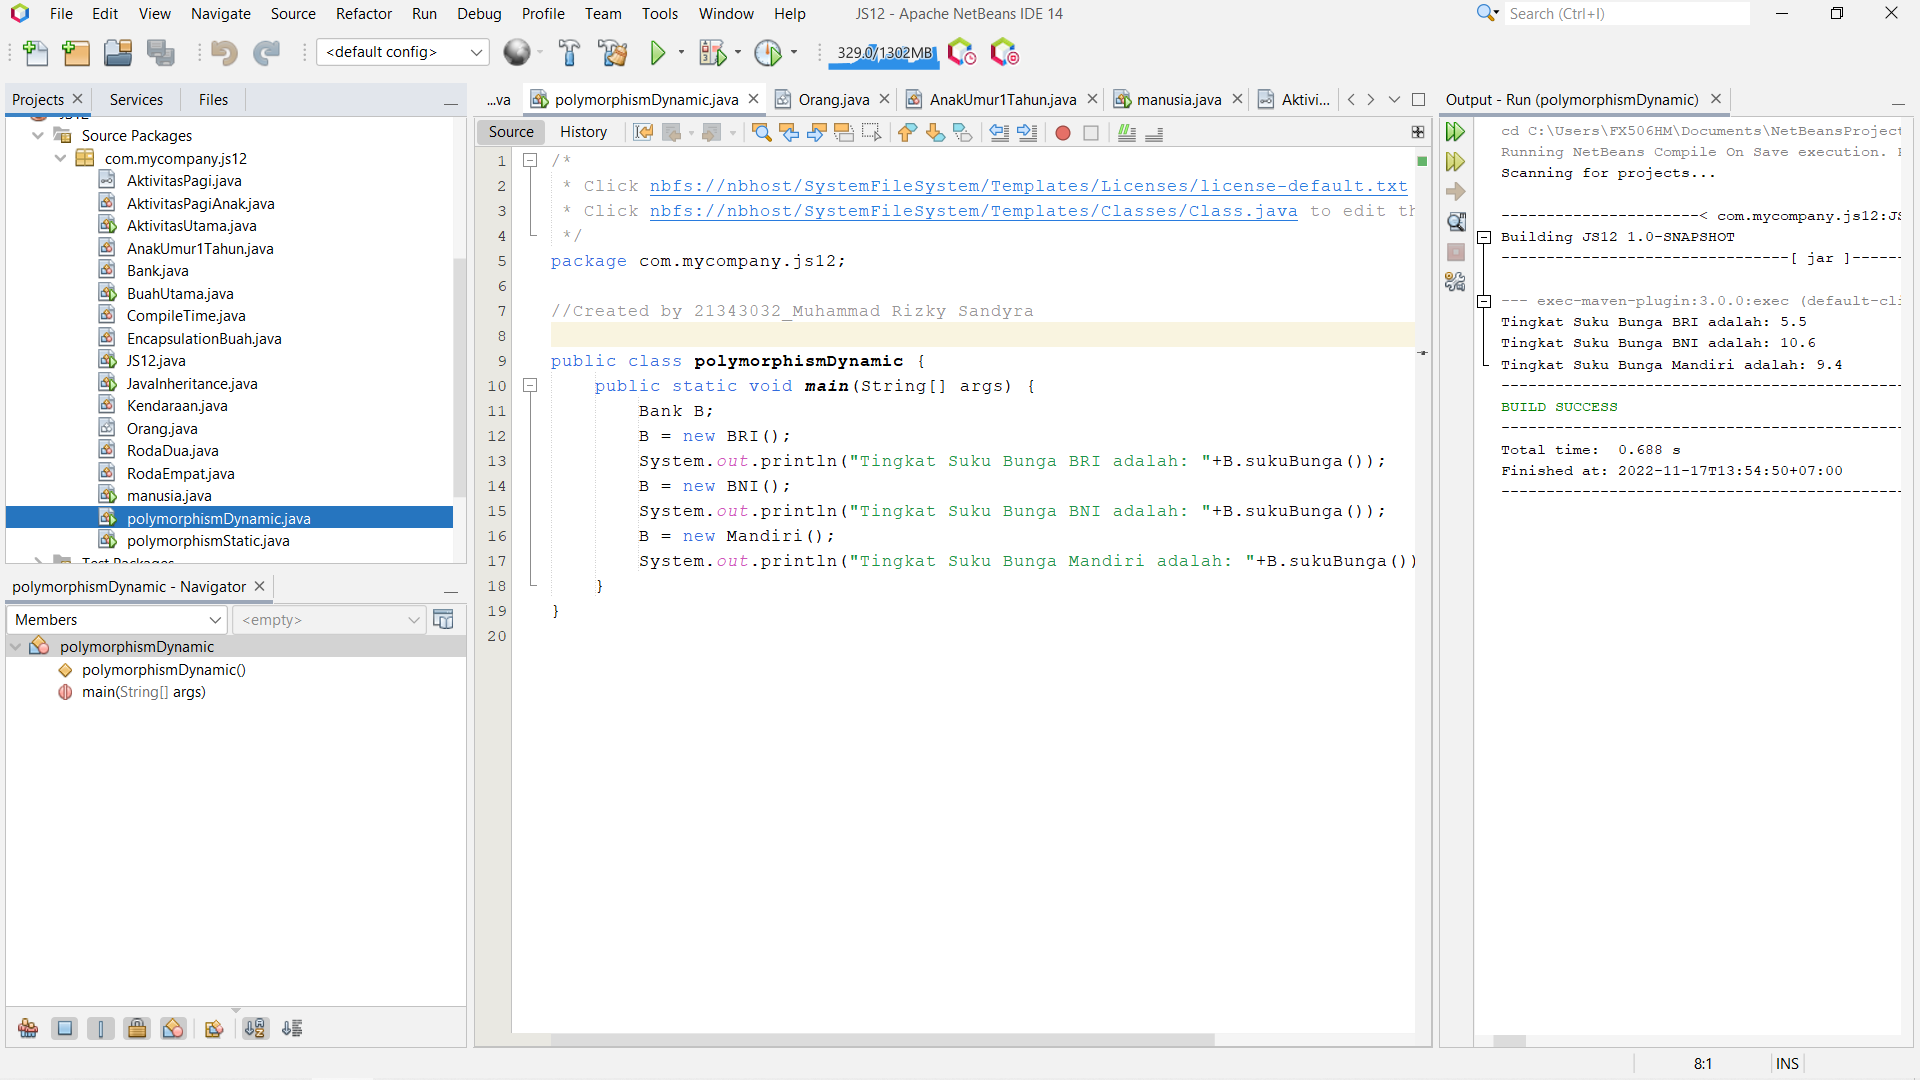 File Edit View Navigate Source Refactor Run Debug Profile Team Tools Window Help JS12 - Apache NetBeans IDE 14 Search (Ctrl+I)
<default config> 329.0/1302MB
Projects Services Files
Source Packages
com.mycompany.js12
AktivitasPagi.java
AktivitasPagiAnak.java
AktivitasUtama.java
AnakUmur1Tahun.java
Bank.java
BuahUtama.java
CompileTime.java
EncapsulationBuah.java
JS12.java
JavaInheritance.java
Kendaraan.java
Orang.java
RodaDua.java
RodaEmpat.java
manusia.java
polymorphismDynamic.java
polymorphismStatic.java
Test Packages
polymorphismDynamic - Navigator
Members <empty>
polymorphismDynamic
polymorphismDynamic()
main(String[] args)
...va polymorphismDynamic.java Orang.java AnakUmur1Tahun.java manusia.java Aktivi...
Source History
1 /*
2 * Click nbfs://nbhost/SystemFileSystem/Templates/Licenses/license-default.txt
3 * Click nbfs://nbhost/SystemFileSystem/Templates/Classes/Class.java to edit th
4 */
5 package com.mycompany.js12;
6
7 //Created by 21343032_Muhammad Rizky Sandyra
8
9 public class polymorphismDynamic {
10 public static void main(String[] args) {
11 Bank B;
12 B = new BRI();
13 System.out.println("Tingkat Suku Bunga BRI adalah: "+B.sukuBunga());
14 B = new BNI();
15 System.out.println("Tingkat Suku Bunga BNI adalah: "+B.sukuBunga());
16 B = new Mandiri();
17 System.out.println("Tingkat Suku Bunga Mandiri adalah: "+B.sukuBunga())
18 }
19 }
20
Output - Run (polymorphismDynamic)
cd C:\Users\FX506HM\Documents\NetBeansProject
Running NetBeans Compile On Save execution.
Scanning for projects...
----------------------< com.mycompany.js12:JS
Building JS12 1.0-SNAPSHOT
--------------------------------[ jar ]------
--- exec-maven-plugin:3.0.0:exec (default-cli
Tingkat Suku Bunga BRI adalah: 5.5
Tingkat Suku Bunga BNI adalah: 10.6
Tingkat Suku Bunga Mandiri adalah: 9.4
---------------------------------------------
BUILD SUCCESS
---------------------------------------------
Total time: 0.688 s
Finished at: 2022-11-17T13:54:50+07:00
---------------------------------------------
8:1 INS